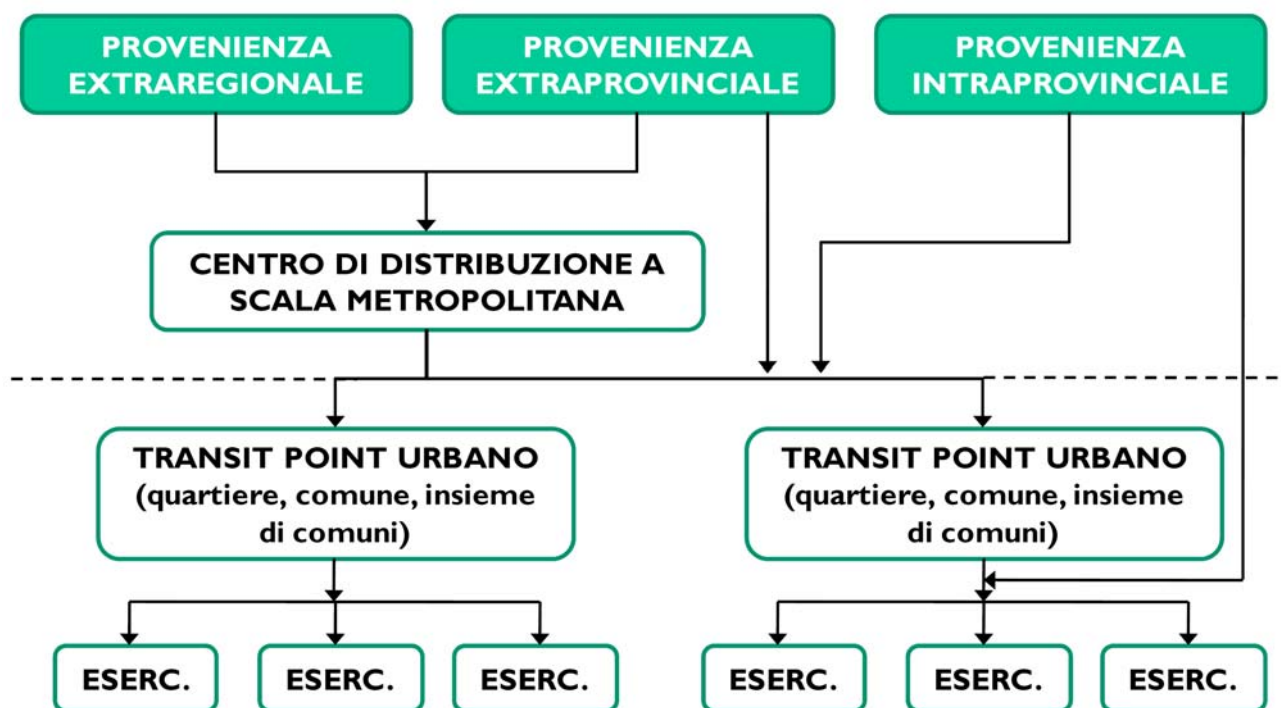 PROVENIENZA
EXTRAREGIONALE
PROVENIENZA
EXTRAPROVINCIALE
PROVENIENZA
INTRAPROVINCIALE
CENTRO DI DISTRIBUZIONE A
SCALA METROPOLITANA
TRANSIT POINT URBANO
(quartiere, comune, insieme
di comuni)
TRANSIT POINT URBANO
(quartiere, comune, insieme
di comuni)
ESERC.
ESERC.
ESERC.
ESERC.
ESERC.
ESERC.